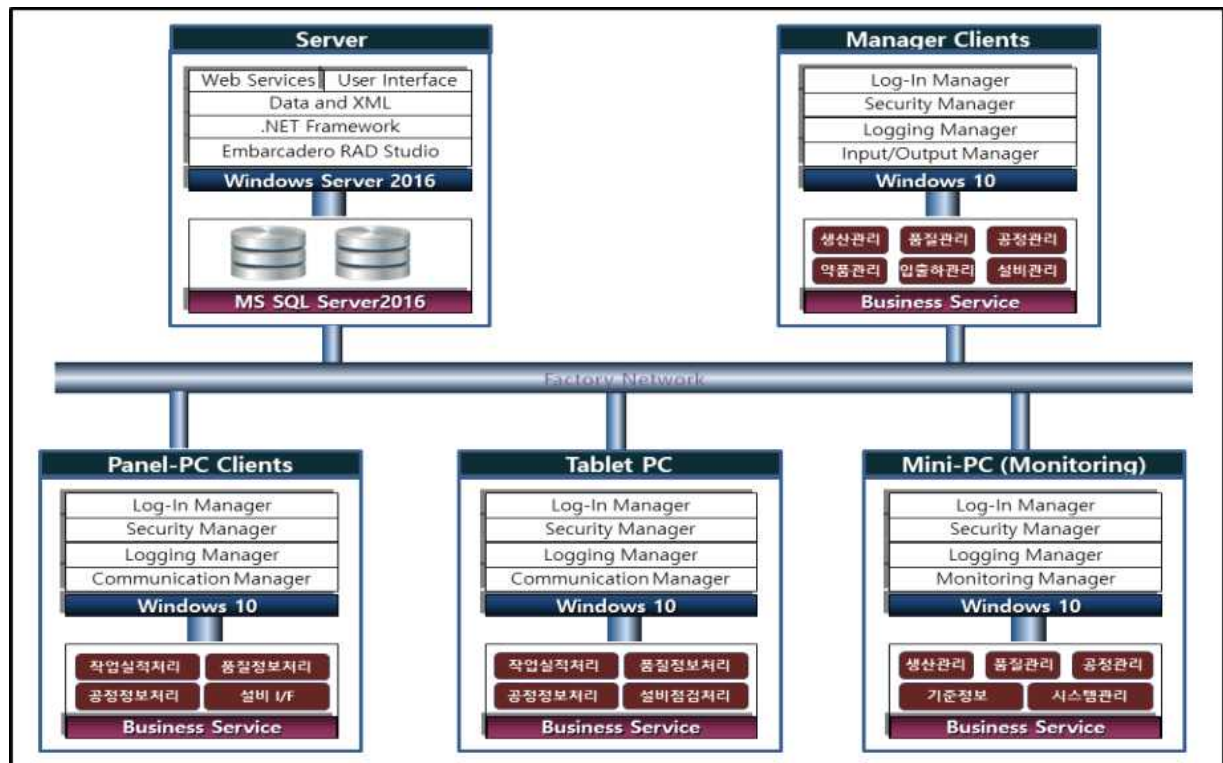 Server
Web Services User Interface
Data and XML
.NET Framework
Embarcadero RAD Studio
Windows Server 2016
MS SQL Server2016
Manager Clients
Log-In Manager
Security Manager
Logging Manager
Input/Output Manager
Windows 10
생산관리 품질관리 공정관리
약품관리 입출하관리 설비관리
Business Service
Factory Network
Panel-PC Clients
Log-In Manager
Security Manager
Logging Manager
Communication Manager
Windows 10
작업실적처리 품질정보처리
공정정보처리 설비 I/F
Business Service
Tablet PC
Log-In Manager
Security Manager
Logging Manager
Communication Manager
Windows 10
작업실적처리 품질정보처리
공정정보처리 설비점검처리
Business Service
Mini-PC (Monitoring)
Log-In Manager
Security Manager
Logging Manager
Monitoring Manager
Windows 10
생산관리 품질관리 공정관리
기준정보 시스템관리
Business Service